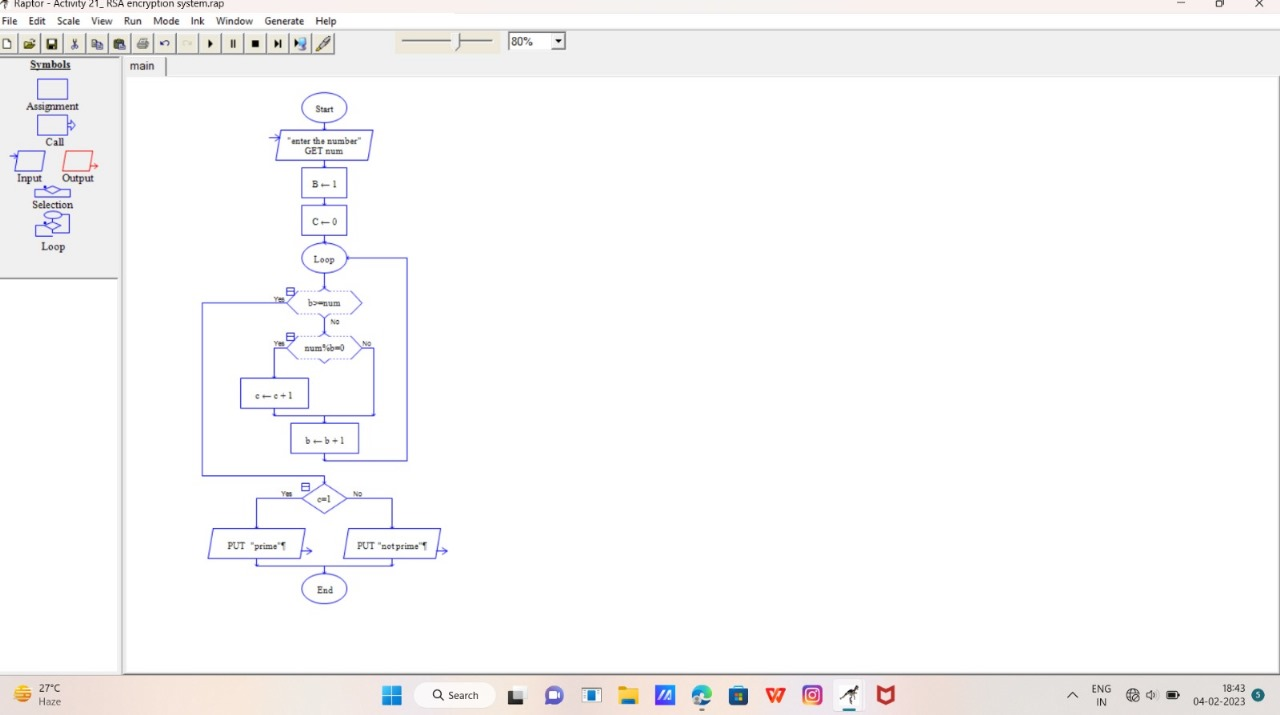 Raptor - Activity 21_ RSA encryption system.rap
File Edit Scale View Run Mode Ink Window Generate Help
80%
Symbols
main
Assignment
Call
Input Output
Selection
Loop
Start
"enter the number"
GET num
B ← 1
C ← 0
Loop
Yes
b>=num
No
Yes
num%b=0
No
c ← c + 1
b ← b + 1
Yes
c=1
No
PUT "prime"¶
PUT "not prime"¶
End
27°C
Haze
Search
ENG
IN
18:43
04-02-2023
5